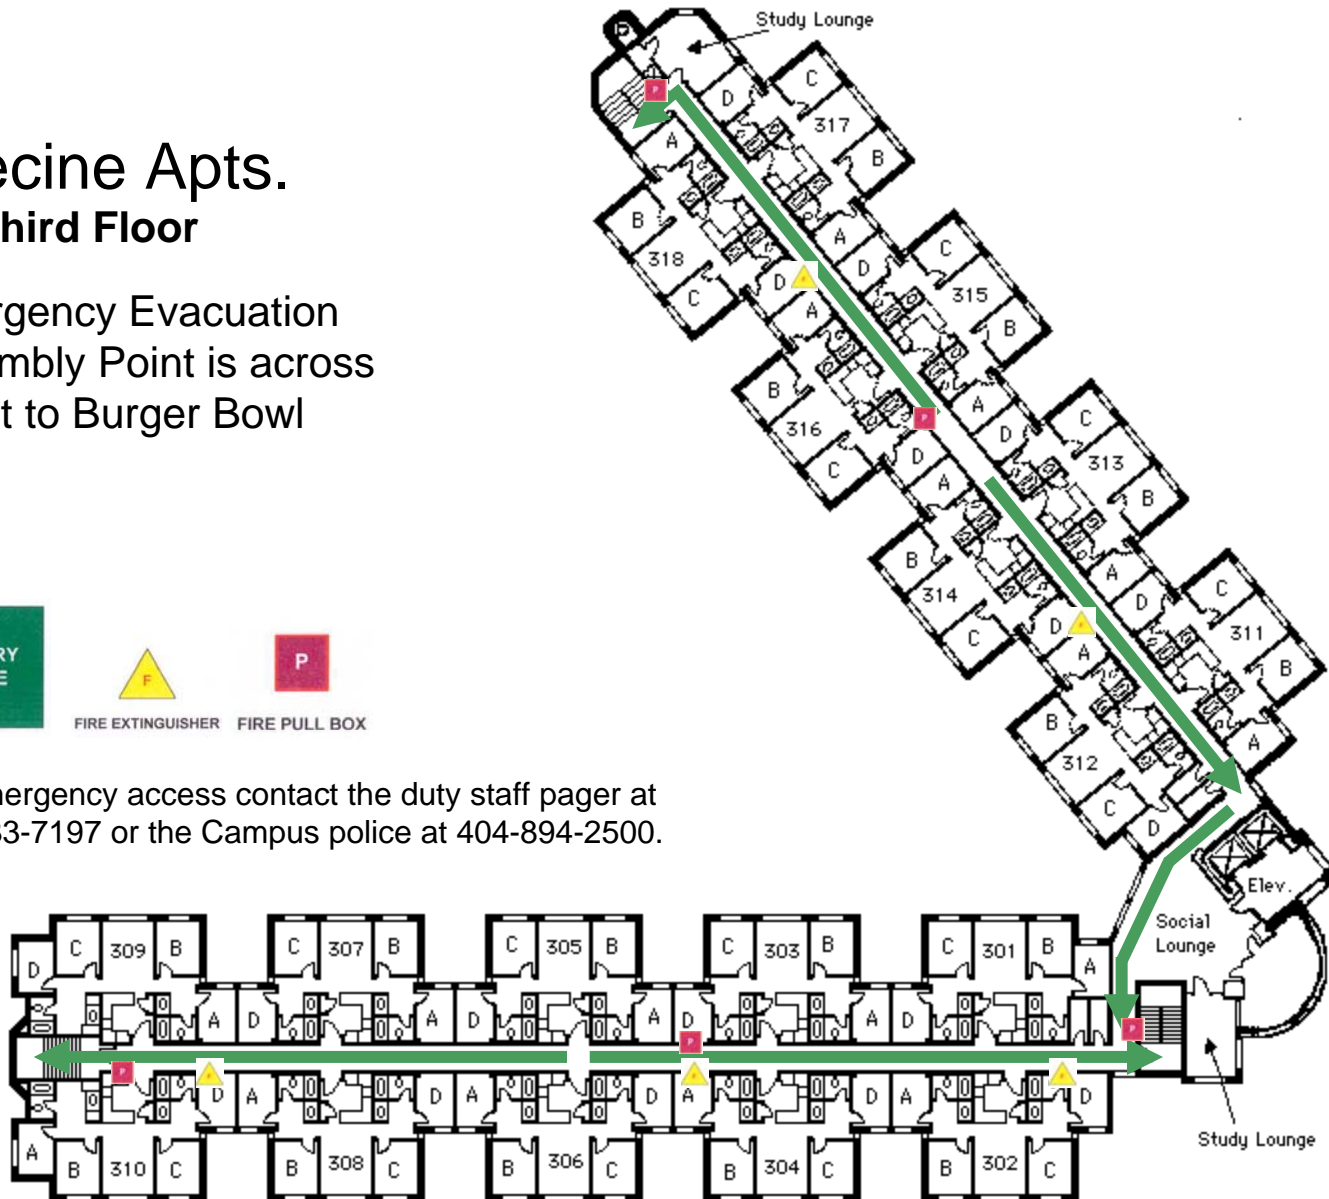 Study Lounge
ecine Apts.
hird Floor
rgency Evacuation
mbly Point is across
t to Burger Bowl
RY
E
F
P
FIRE EXTINGUISHER
FIRE PULL BOX
nergency access contact the duty staff pager at
33-7197 or the Campus police at 404-894-2500.
P
D
C
317
B
A
A
B
318
C
D
F
A
D
C
315
B
A
B
316
C
D
P
A
D
C
313
B
A
B
314
C
D
F
A
D
C
311
B
A
B
312
C
D
Elev.
Social
Lounge
D
C
309
B
A
D
C
307
B
A
D
C
305
B
A
D
C
303
B
A
D
C
301
B
A
P
P
P
F
F
F
A
B
310
C
D
A
B
308
C
D
A
B
306
C
D
A
B
304
C
D
A
B
302
C
D
Study Lounge